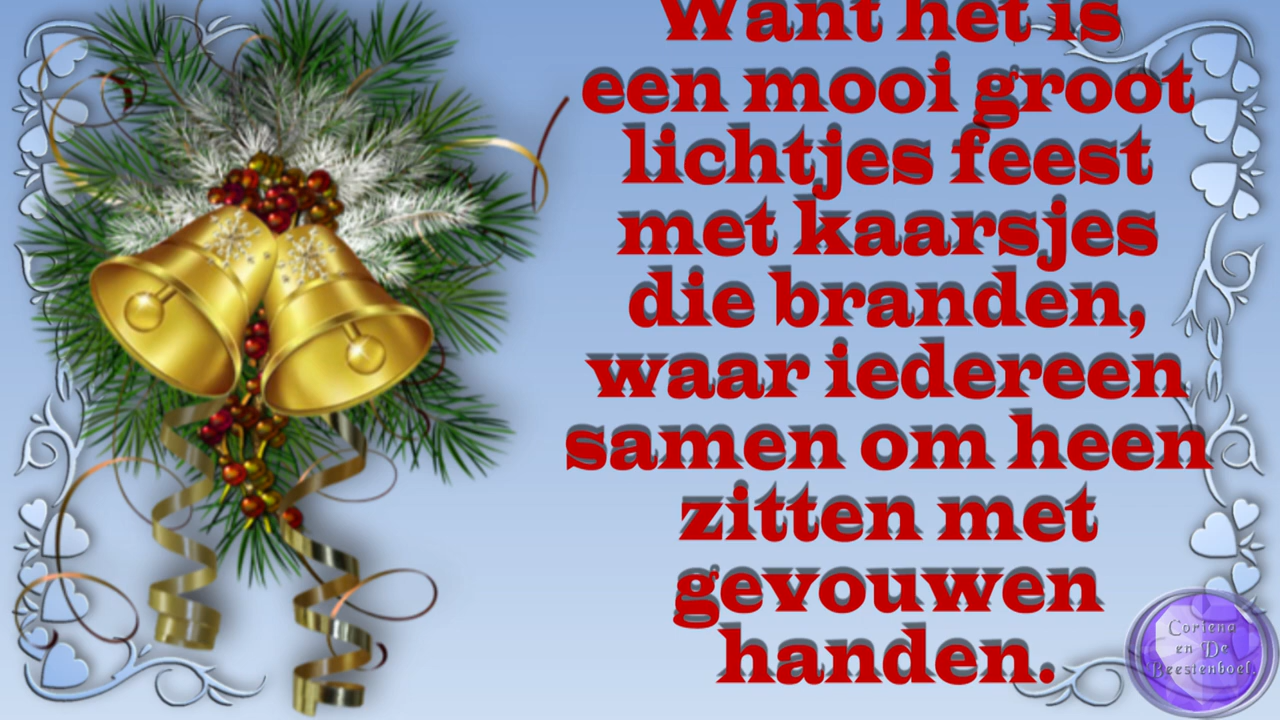 Want het is
een mooi groot
lichtjes feest
met kaarsjes
die branden,
waar iedereen
samen om heen
zitten met
gevouwen
handen.
Coriena
en De
Beestenboel.